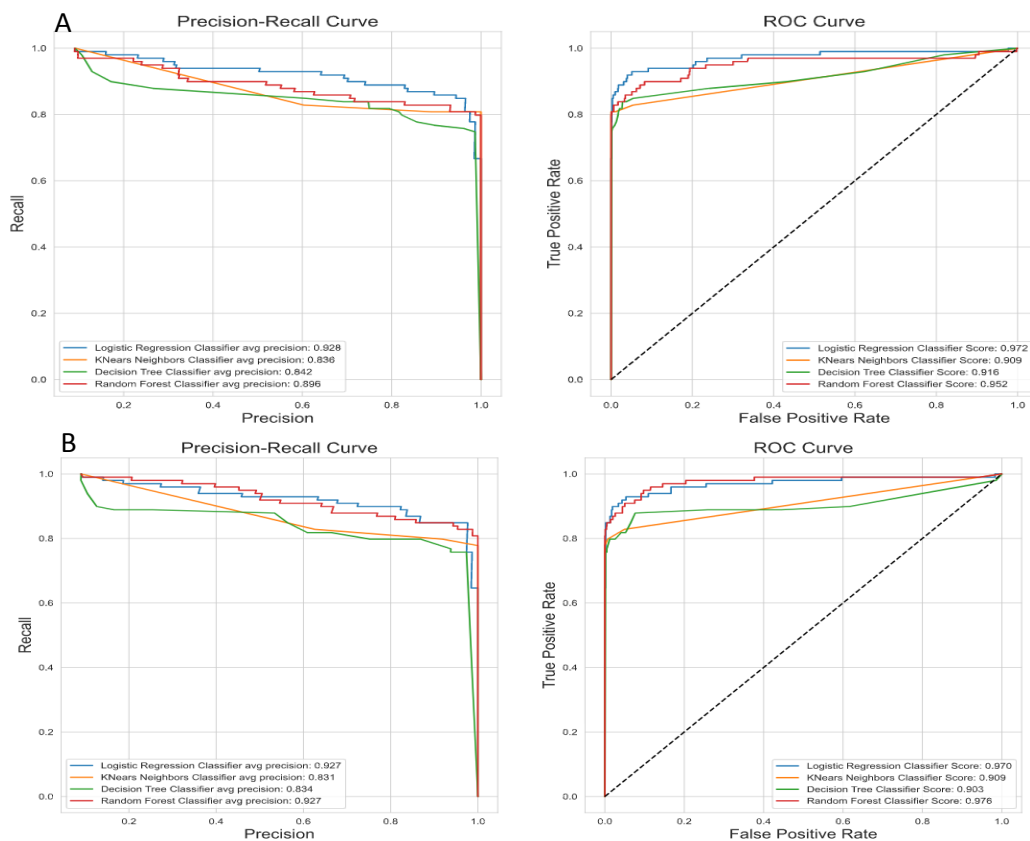 A
Precision-Recall Curve
1.0
0.8
0.6
0.4
0.2
0.0
Recall
Logistic Regression Classifier avg precision: 0.928
KNears Neighbors Classifier avg precision: 0.836
Decision Tree Classifier avg precision: 0.842
Random Forest Classifier avg precision: 0.896
0.2 0.4 0.6 0.8 1.0
Precision
ROC Curve
1.0
0.8
0.6
0.4
0.2
0.0
True Positive Rate
Logistic Regression Classifier Score: 0.972
KNears Neighbors Classifier Score: 0.909
Decision Tree Classifier Score: 0.916
Random Forest Classifier Score: 0.952
0.0 0.2 0.4 0.6 0.8 1.0
False Positive Rate
B
Precision-Recall Curve
1.0
0.8
0.6
0.4
0.2
0.0
Recall
Logistic Regression Classifier avg precision: 0.927
KNears Neighbors Classifier avg precision: 0.831
Decision Tree Classifier avg precision: 0.834
Random Forest Classifier avg precision: 0.927
0.2 0.4 0.6 0.8 1.0
Precision
ROC Curve
1.0
0.8
0.6
0.4
0.2
0.0
True Positive Rate
Logistic Regression Classifier Score: 0.970
KNears Neighbors Classifier Score: 0.909
Decision Tree Classifier Score: 0.903
Random Forest Classifier Score: 0.976
0.0 0.2 0.4 0.6 0.8 1.0
False Positive Rate